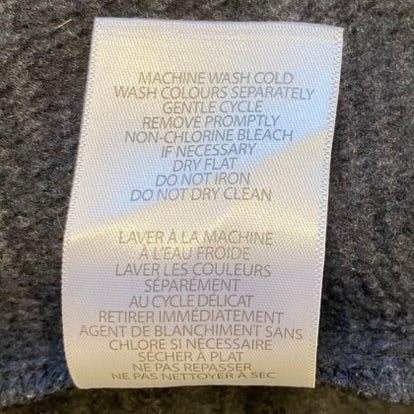 MACHINE WASH COLD
WASH COLOURS SEPARATELY
GENTLE CYCLE
REMOVE PROMPTLY
NON-CHLORINE BLEACH
IF NECESSARY
DRY FLAT
DO NOT IRON
DO NOT DRY CLEAN
LAVER À LA MACHINE
À L'EAU FROIDE
LAVER LES COULEURS
SÉPARÉMENT
AU CYCLE DÉLICAT
RETIRER IMMÉDIATEMENT
AGENT DE BLANCHIMENT SANS
CHLORE SI NÉCESSAIRE
SÉCHER À PLAT
NE PAS REPASSER
NE PAS NETTOYER À SEC